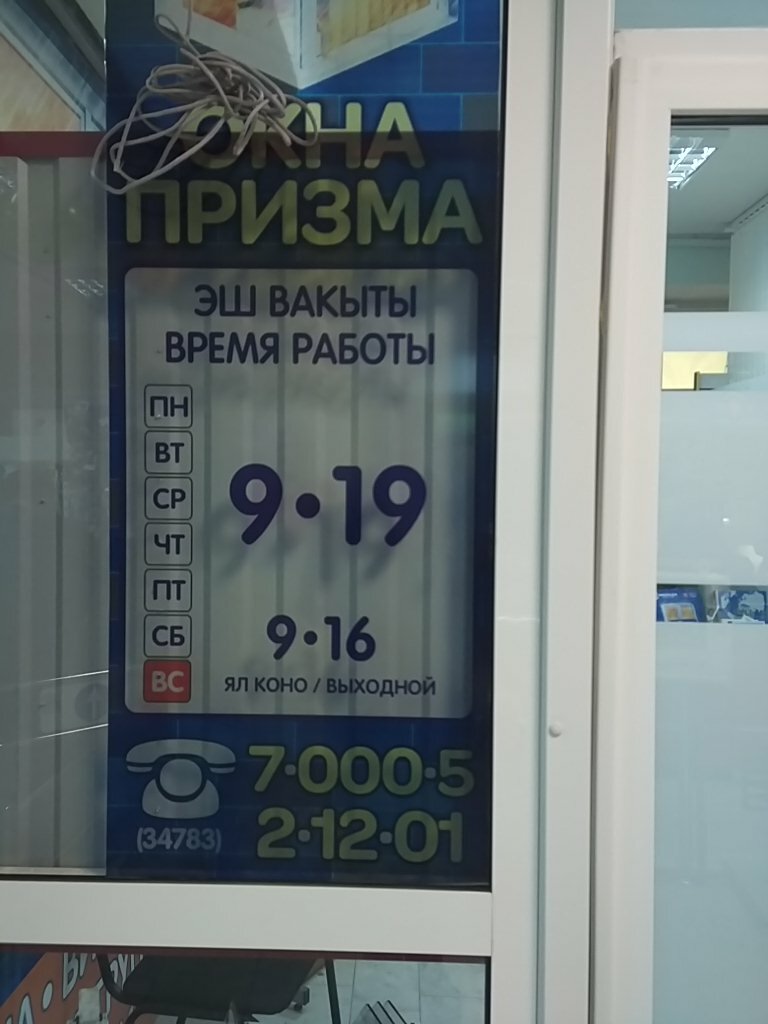 ОКНА
ПРИЗМА
ЭШ ВАКЫТЫ
ВРЕМЯ РАБОТЫ
ПН
ВТ
СР
9•19
ЧТ
ПТ
СБ
9•16
ВС
ЯЛ КОНО / ВЫХОДНОЙ
7•000•5
(34783)
2•12•01